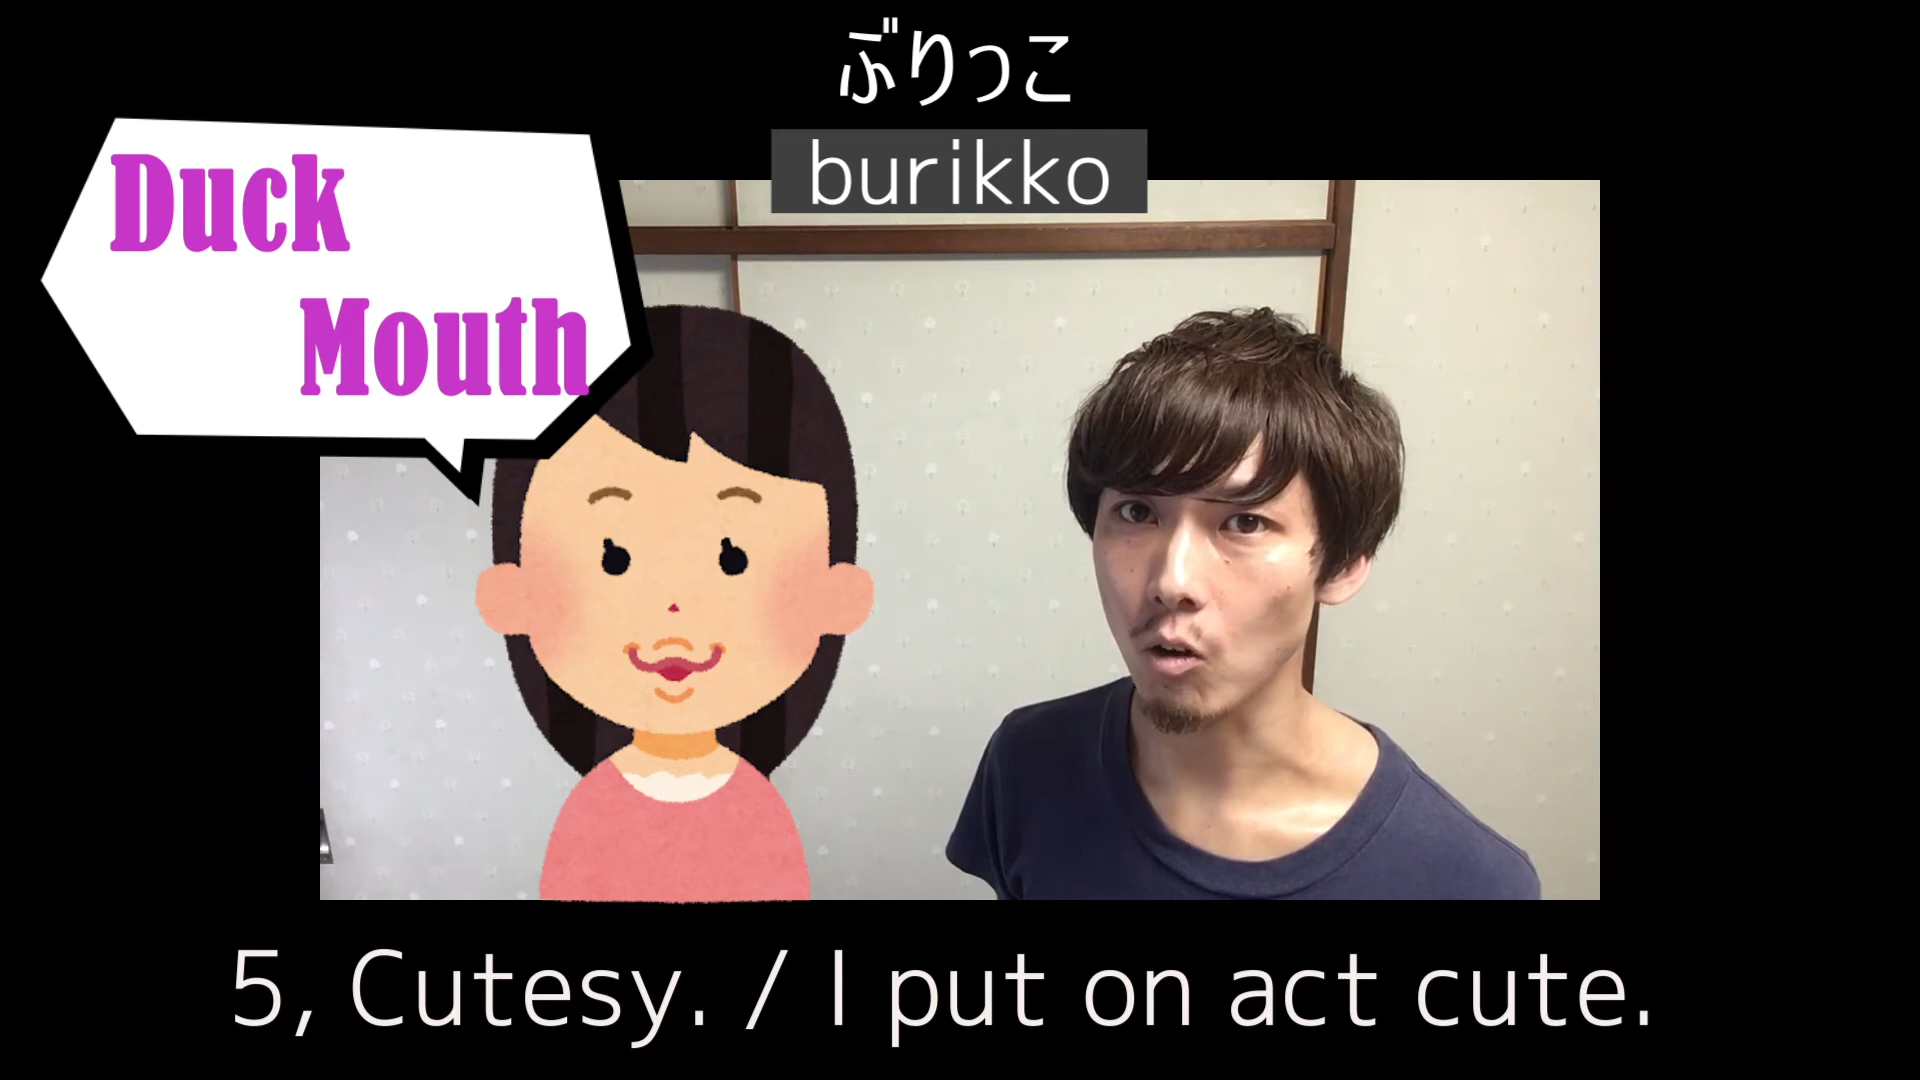 ぶりっこ
burikko
Duck
Mouth
5, Cutesy. / I put on act cute.